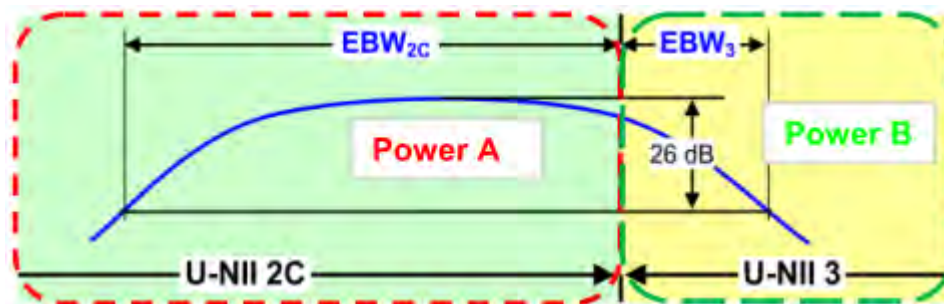 EBW2C
EBW3
Power A
Power B
26 dB
U-NII 2C
U-NII 3